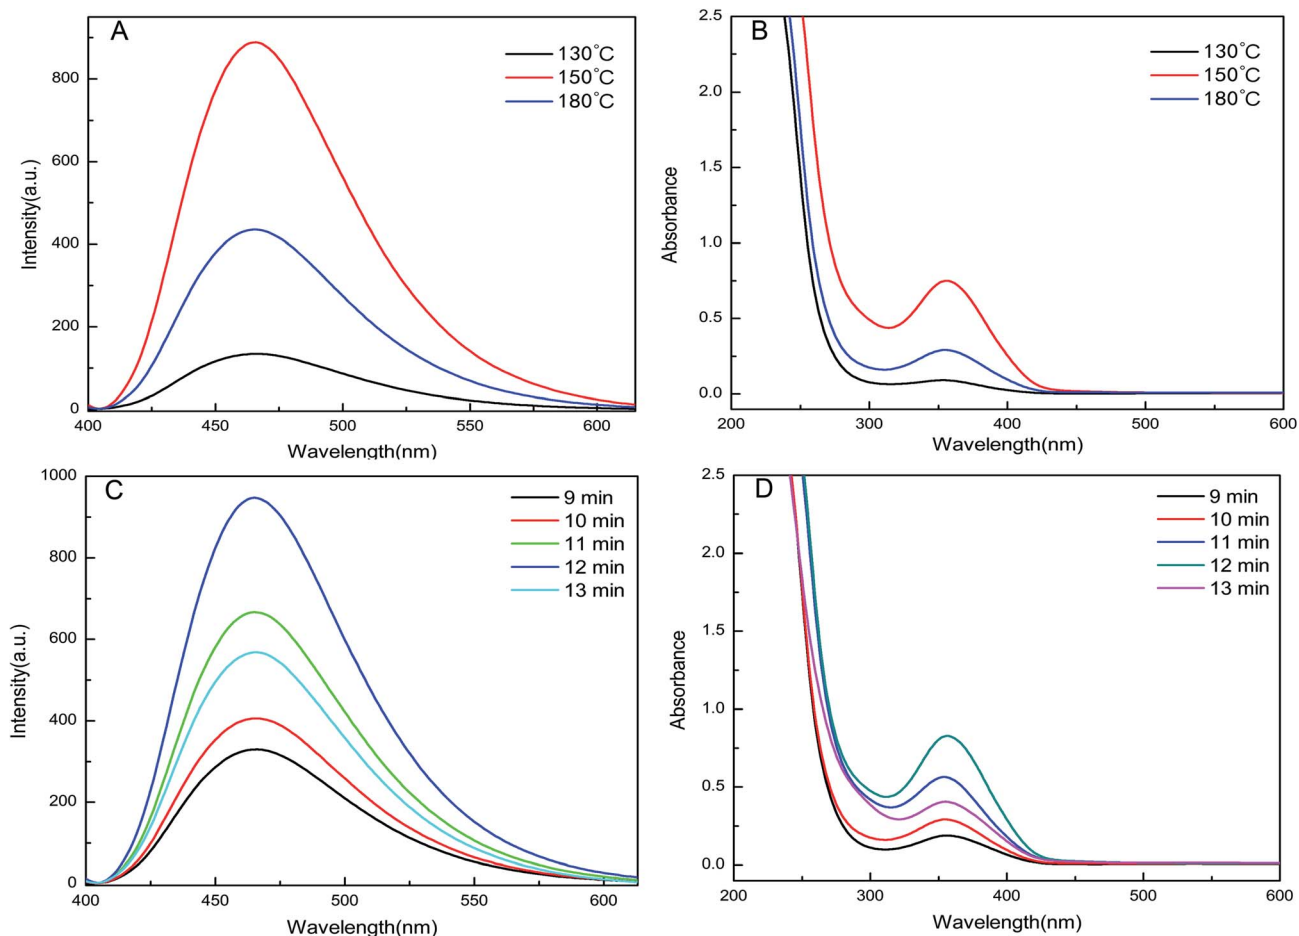 A
130°C
150°C
180°C
800
600
400
200
0
400
450
500
550
600
Intensity(a.u.)
Wavelength(nm)
B
130°C
150°C
180°C
2.5
2.0
1.5
1.0
0.5
0.0
200
300
400
500
600
Absorbance
Wavelength(nm)
C
9 min
10 min
11 min
12 min
13 min
1000
800
600
400
200
0
400
450
500
550
600
Intensity(a.u.)
Wavelength(nm)
D
9 min
10 min
11 min
12 min
13 min
2.5
2.0
1.5
1.0
0.5
0.0
200
300
400
500
600
Absorbance
Wavelength(nm)